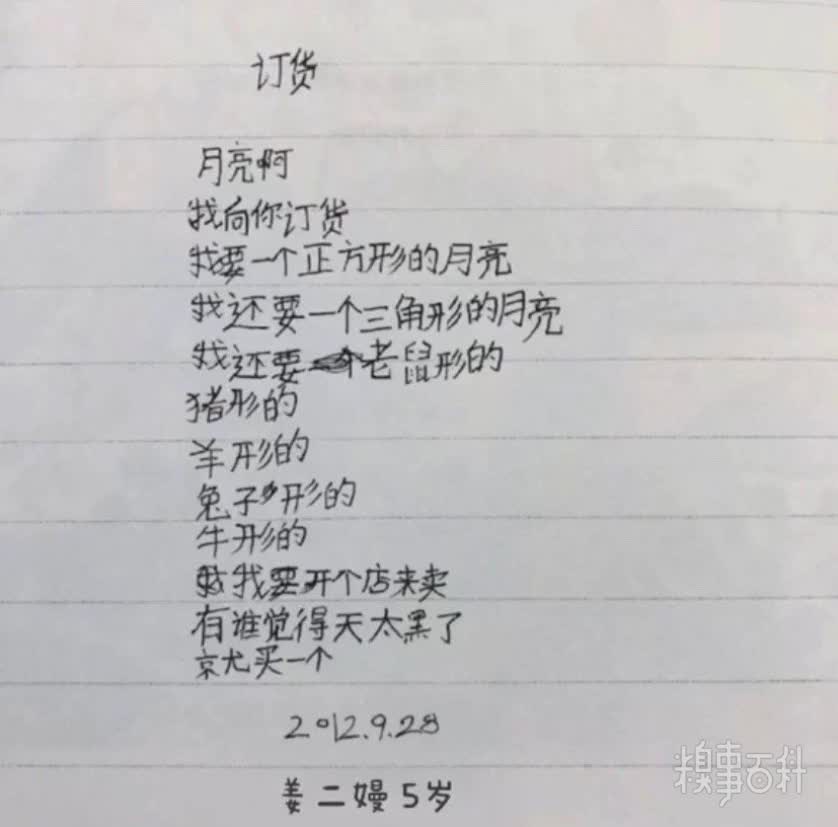 订货
月亮啊
我向你订货
我要一个正方形的月亮
我还要一个三角形的月亮
我还要老鼠形的
猪形的
羊形的
兔子形的
牛形的
我要开个店来卖
有谁觉得天太黑了
京尤买一个
2012.9.28
姜二嫚5岁
糗事百科